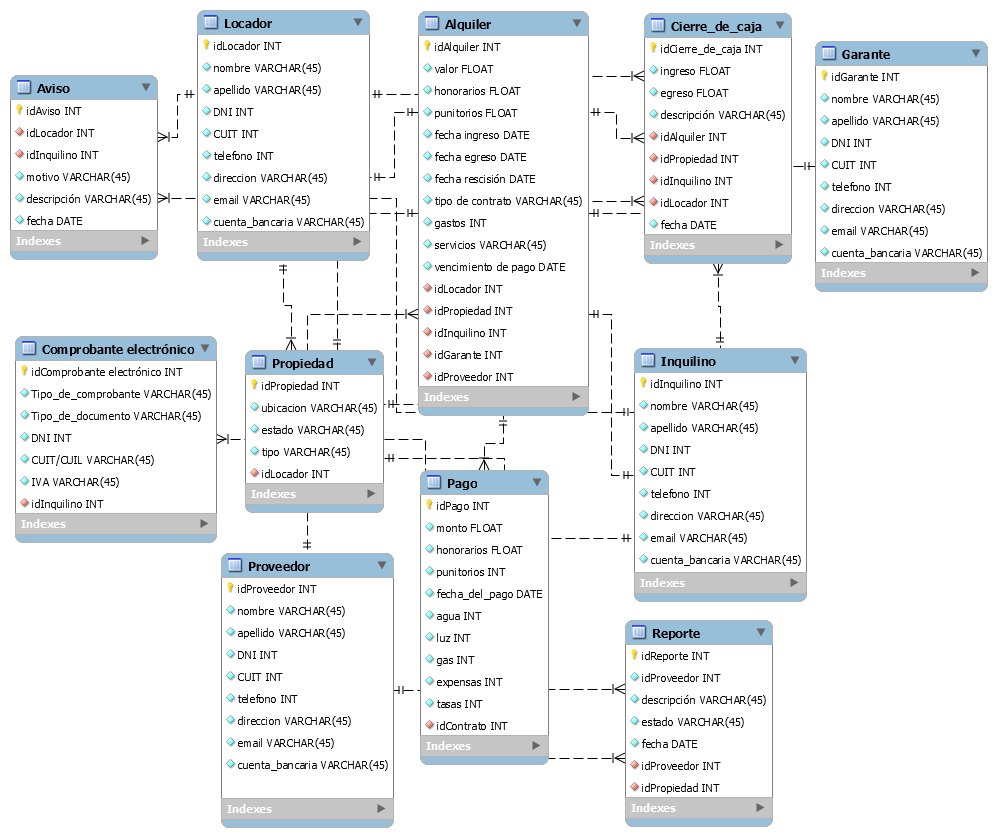 Aviso
idAviso INT
idLocador INT
idInquilino INT
motivo VARCHAR(45)
descripción VARCHAR(45)
fecha DATE
Indexes
Locador
idLocador INT
nombre VARCHAR(45)
apellido VARCHAR(45)
DNI INT
CUIT INT
telefono INT
direccion VARCHAR(45)
email VARCHAR(45)
cuenta_bancaria VARCHAR(45)
Indexes
Alquiler
idAlquiler INT
valor FLOAT
honorarios FLOAT
punitorios FLOAT
fecha ingreso DATE
fecha egreso DATE
fecha rescisión DATE
tipo de contrato VARCHAR(45)
gastos INT
servicios VARCHAR(45)
vencimiento de pago DATE
idLocador INT
idPropiedad INT
idInquilino INT
idGarante INT
idProveedor INT
Indexes
Cierre_de_caja
idCierre_de_caja INT
ingreso FLOAT
egreso FLOAT
descripción VARCHAR(45)
idAlquiler INT
idPropiedad INT
idInquilino INT
idLocador INT
fecha DATE
Indexes
Garante
idGarante INT
nombre VARCHAR(45)
apellido VARCHAR(45)
DNI INT
CUIT INT
telefono INT
direccion VARCHAR(45)
email VARCHAR(45)
cuenta_bancaria VARCHAR(45)
Indexes
Comprobante electrónico
idComprobante electrónico INT
Tipo_de_comprobante VARCHAR(45)
Tipo_de_documento VARCHAR(45)
DNI INT
CUIT/CUIL VARCHAR(45)
IVA VARCHAR(45)
idInquilino INT
Indexes
Propiedad
idPropiedad INT
ubicacion VARCHAR(45)
estado VARCHAR(45)
tipo VARCHAR(45)
idLocador INT
Indexes
Inquilino
idInquilino INT
nombre VARCHAR(45)
apellido VARCHAR(45)
DNI INT
CUIT INT
telefono INT
direccion VARCHAR(45)
email VARCHAR(45)
cuenta_bancaria VARCHAR(45)
Indexes
Pago
idPago INT
monto FLOAT
honorarios FLOAT
punitorios INT
fecha_del_pago DATE
agua INT
luz INT
gas INT
expensas INT
tasas INT
idContrato INT
Indexes
Proveedor
idProveedor INT
nombre VARCHAR(45)
apellido VARCHAR(45)
DNI INT
CUIT INT
telefono INT
direccion VARCHAR(45)
email VARCHAR(45)
cuenta_bancaria VARCHAR(45)
Indexes
Reporte
idReporte INT
idProveedor INT
descripción VARCHAR(45)
estado VARCHAR(45)
fecha DATE
idProveedor INT
idPropiedad INT
Indexes